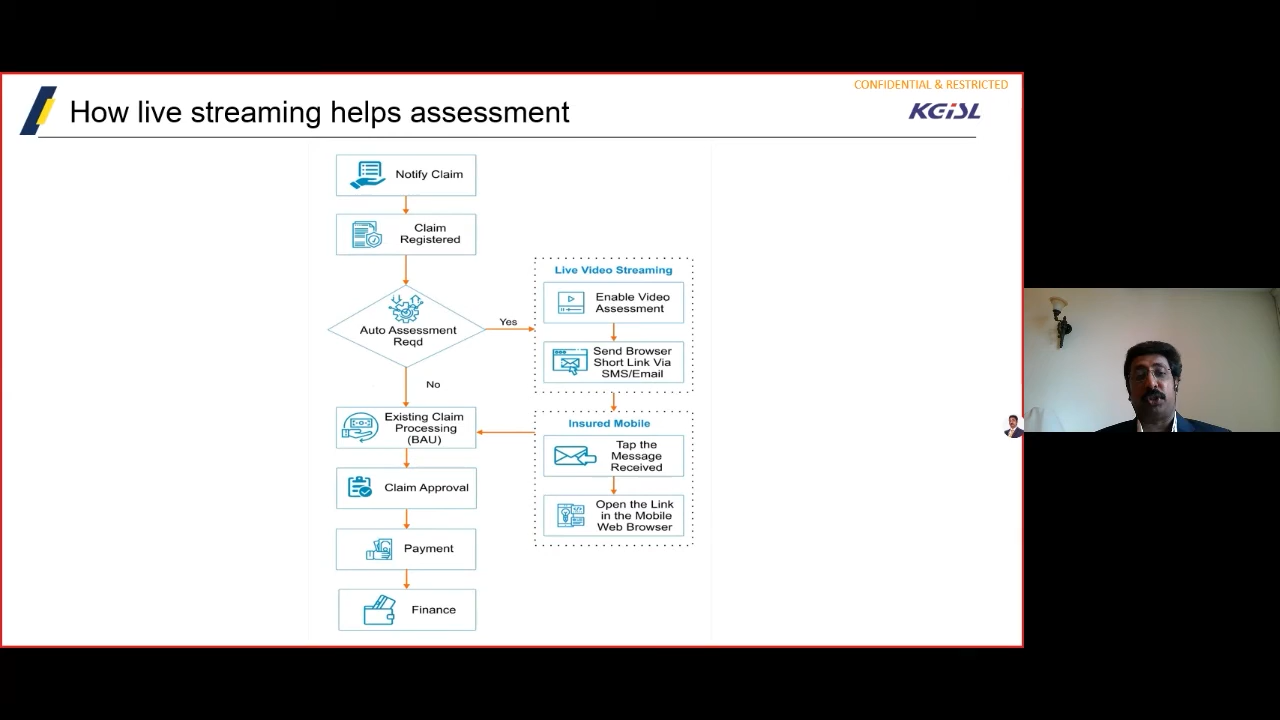 CONFIDENTIAL & RESTRICTED
How live streaming helps assessment
KGiSL
Notify Claim
Claim
Registered
Auto Assessment
Reqd
Yes
No
Live Video Streaming
Enable Video
Assessment
Send Browser
Short Link Via
SMS/Email
Insured Mobile
Tap the
Message
Received
Open the Link
in the Mobile
Web Browser
Existing Claim
Processing
(BAU)
Claim Approval
Payment
Finance